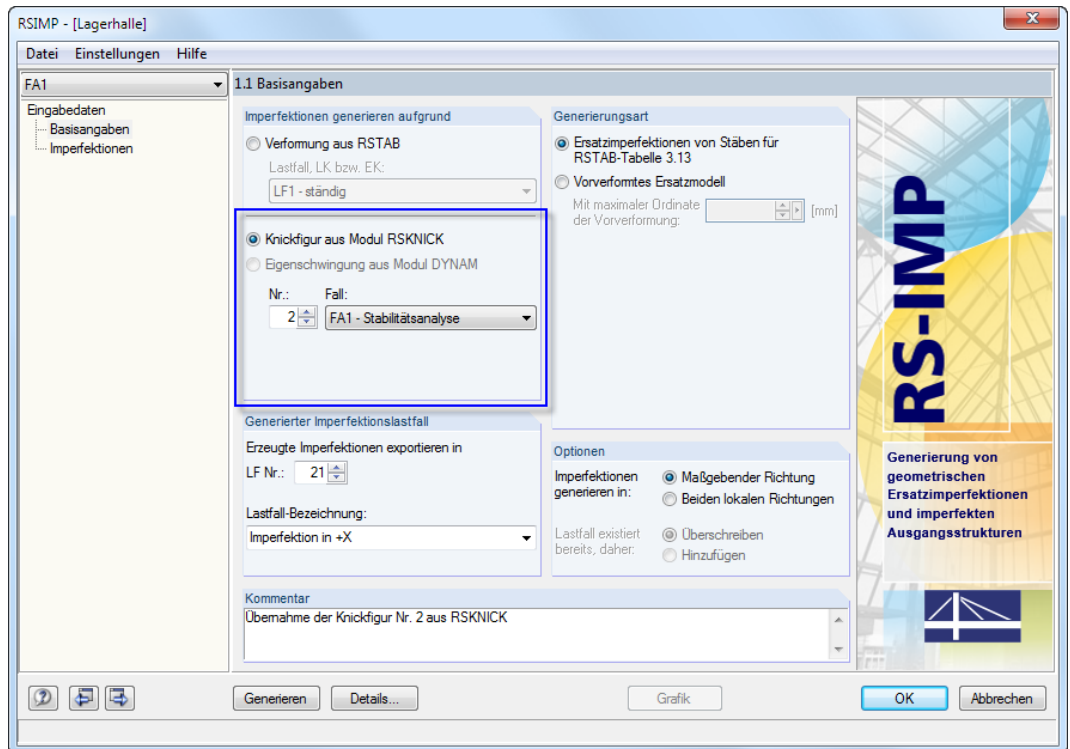 RSIMP - [Lagerhalle]
Datei Einstellungen Hilfe
FA1
Eingabedaten
Basisangaben
Imperfektionen
1.1 Basisangaben
Imperfektionen generieren aufgrund
Verformung aus RSTAB
Lastfall, LK bzw. EK:
LF1 - ständig
Knickfigur aus Modul RSKNICK
Eigenschwingung aus Modul DYNAM
Nr.: Fall:
2 FA1 - Stabilitätsanalyse
Generierungsart
Ersatzimperfektionen von Stäben für
RSTAB-Tabelle 3.13
Vorverformtes Ersatzmodell
Mit maximaler Ordinate
der Vorverformung: [mm]
Generierter Imperfektionslastfall
Erzeugte Imperfektionen exportieren in
LF Nr.: 21
Lastfall-Bezeichnung:
Imperfektion in +X
Optionen
Imperfektionen
generieren in:
Maßgebender Richtung
Beiden lokalen Richtungen
Lastfall existiert
bereits, daher:
Überschreiben
Hinzufügen
Kommentar
Übernahme der Knickfigur Nr. 2 aus RSKNICK
RS-IMP
Generierung von
geometrischen
Ersatzimperfektionen
und imperfekten
Ausgangsstrukturen
Generieren Details... Grafik OK Abbrechen